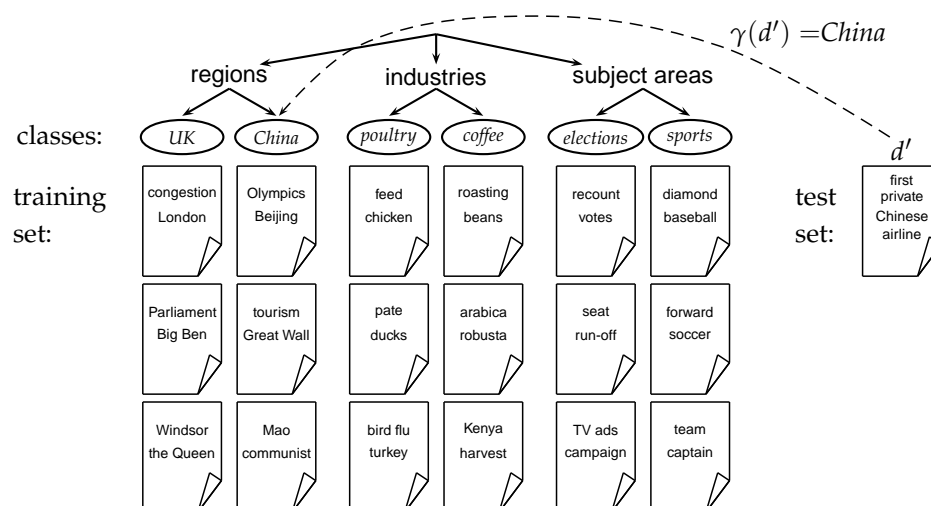 γ(d′) =China
regions
industries
subject areas
classes:
UK
China
poultry
coffee
elections
sports
d′
training
set:
congestion
London
Olympics
Beijing
feed
chicken
roasting
beans
recount
votes
diamond
baseball
test
set:
first
private
Chinese
airline
Parliament
Big Ben
tourism
Great Wall
pate
ducks
arabica
robusta
seat
run-off
forward
soccer
Windsor
the Queen
Mao
communist
bird flu
turkey
Kenya
harvest
TV ads
campaign
team
captain